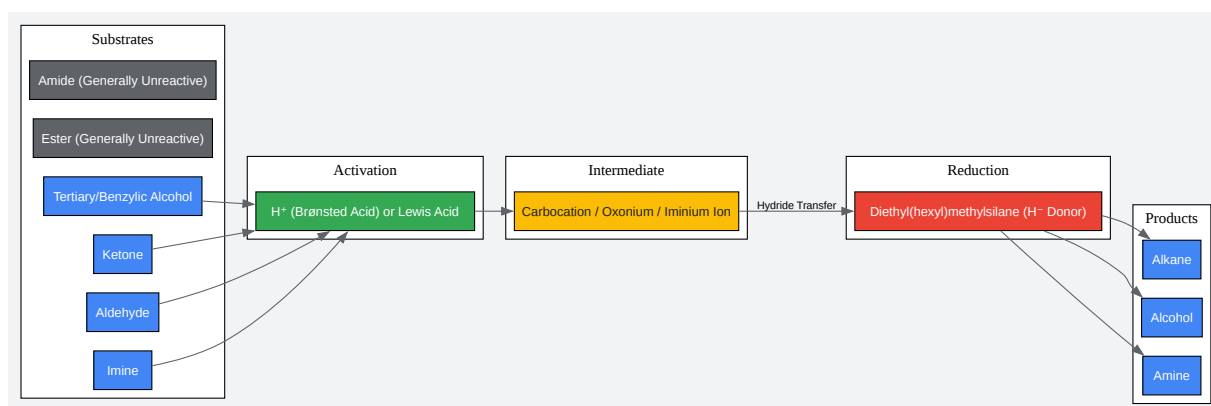 Substrates
Amide (Generally Unreactive)
Ester (Generally Unreactive)
Tertiary/Benzylic Alcohol
Ketone
Aldehyde
Imine
Activation
H⁺ (Brønsted Acid) or Lewis Acid
Intermediate
Carbocation / Oxonium / Iminium Ion
Hydride Transfer
Reduction
Diethyl(hexyl)methylsilane (H⁻ Donor)
Products
Alkane
Alcohol
Amine